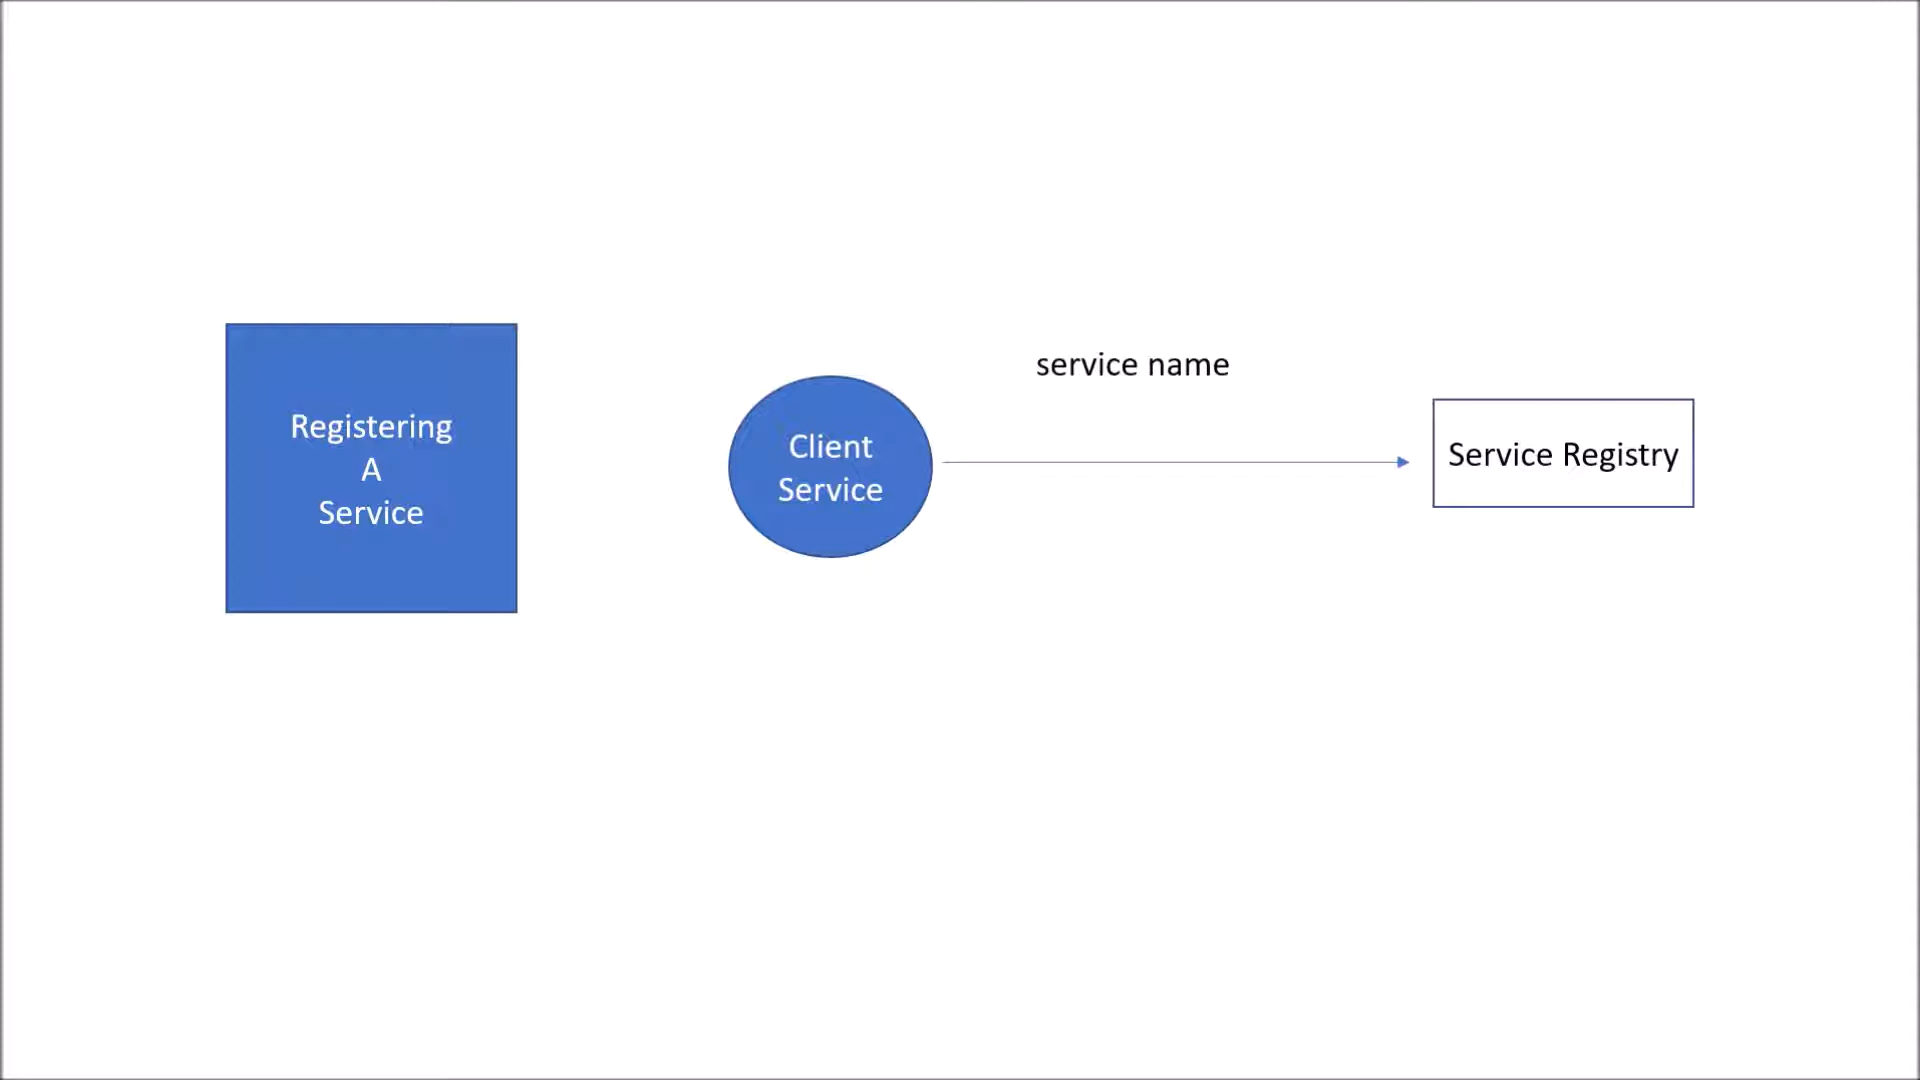 Registering
A
Service
Client
Service
service name
Service Registry